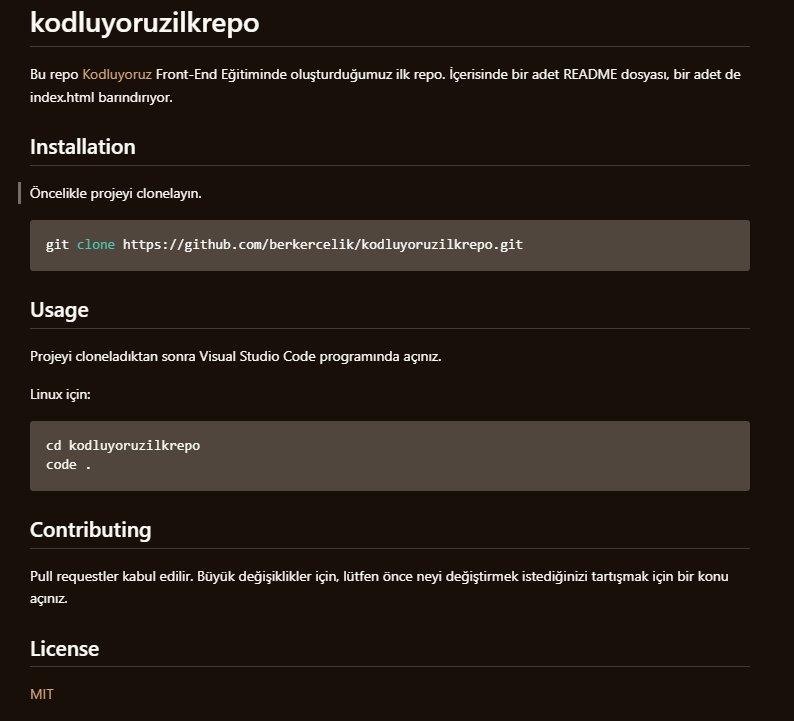 kodluyoruzilkrepo
Bu repo Kodluyoruz Front-End Eğitiminde oluşturduğumuz ilk repo. İçerisinde bir adet README dosyası, bir adet de
index.html barındırıyor.
Installation
Öncelikle projeyi clonelayın.
git clone https://github.com/berkercelik/kodluyoruzilkrepo.git
Usage
Projeyi cloneladıktan sonra Visual Studio Code programında açınız.
Linux için:
cd kodluyoruzilkrepo
code .
Contributing
Pull requestler kabul edilir. Büyük değişiklikler için, lütfen önce neyi değiştirmek istediğinizi tartışmak için bir konu
açınız.
License
MIT